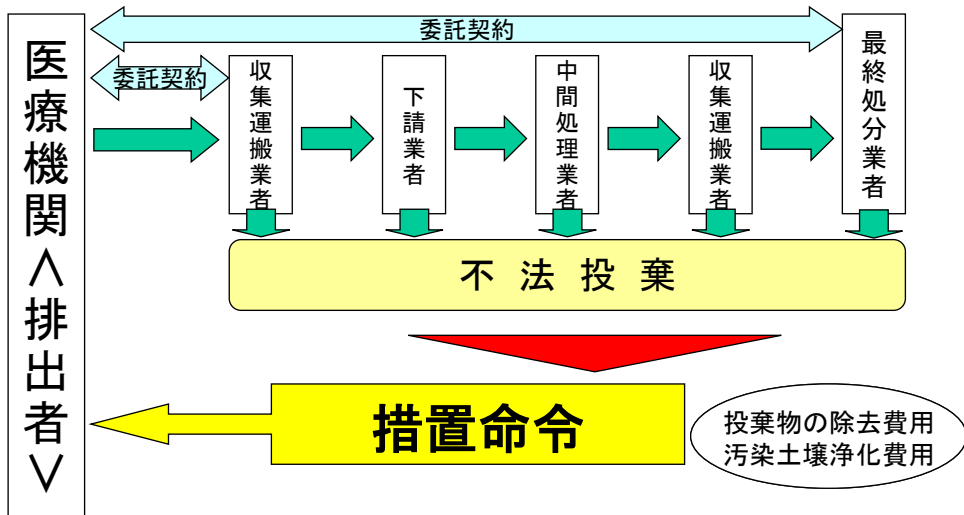 医療機関＜排出者＞
委託契約
委託契約
収集運搬業者
下請業者
中間処理業者
収集運搬業者
最終処分業者
不法投棄
措置命令
投棄物の除去費用
汚染土壌浄化費用